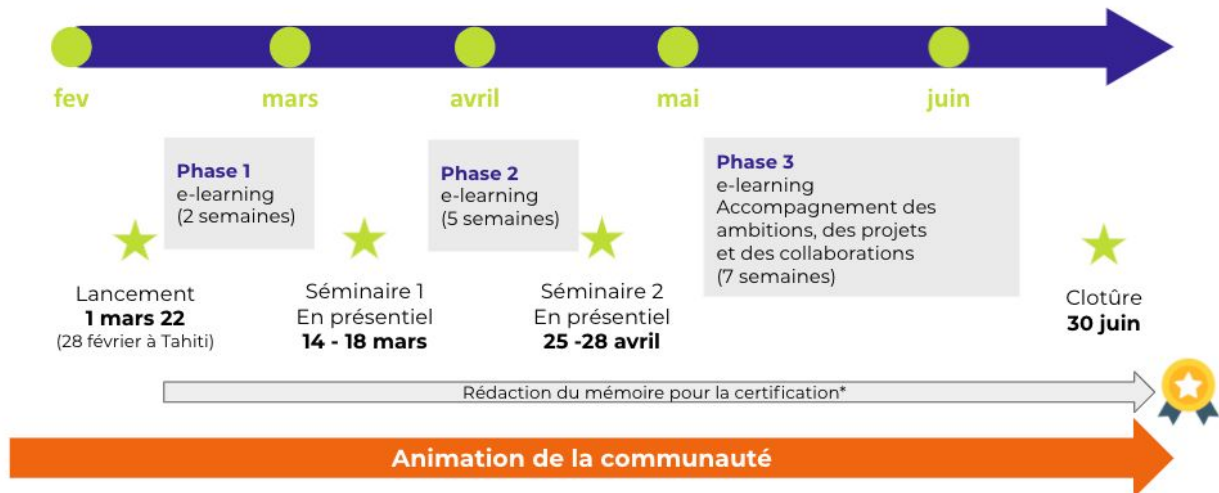 fev
mars
avril
mai
juin
Phase 1
e-learning
(2 semaines)
Phase 2
e-learning
(5 semaines)
Phase 3
e-learning
Accompagnement des
ambitions, des projets
et des collaborations
(7 semaines)
Lancement
1 mars 22
(28 février à Tahiti)
Séminaire 1
En présentiel
14 - 18 mars
Séminaire 2
En présentiel
25 -28 avril
Clotûre
30 juin
Rédaction du mémoire pour la certification*
Animation de la communauté